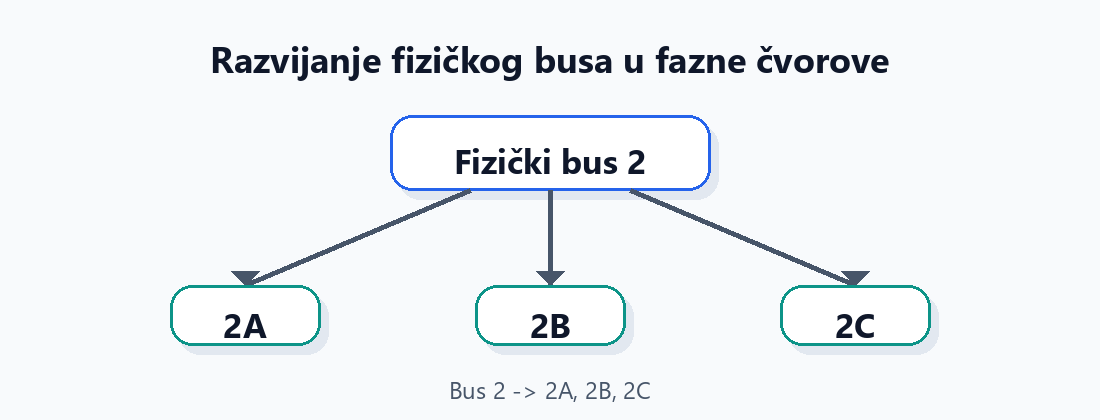 Razvijanje fizičkog busa u fazne čvorove
Fizički bus 2
2A
2B
2C
Bus 2 -> 2A, 2B, 2C